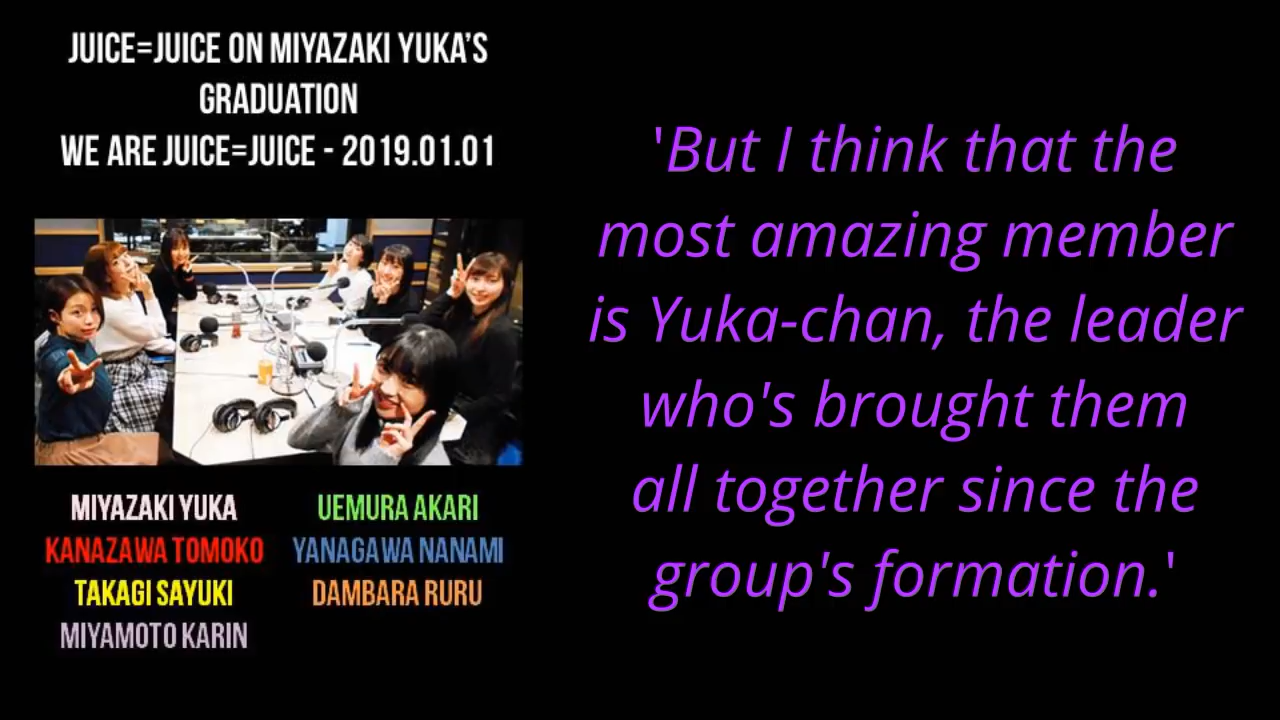 JUICE=JUICE ON MIYAZAKI YUKA'S
GRADUATION
WE ARE JUICE=JUICE - 2019.01.01
MIYAZAKI YUKA
KANAZAWA TOMOKO
TAKAGI SAYUKI
MIYAMOTO KARIN
UEMURA AKARI
YANAGAWA NANAMI
DAMBARA RURU
'But I think that the
most amazing member
is Yuka-chan, the leader
who's brought them
all together since the
group's formation.'